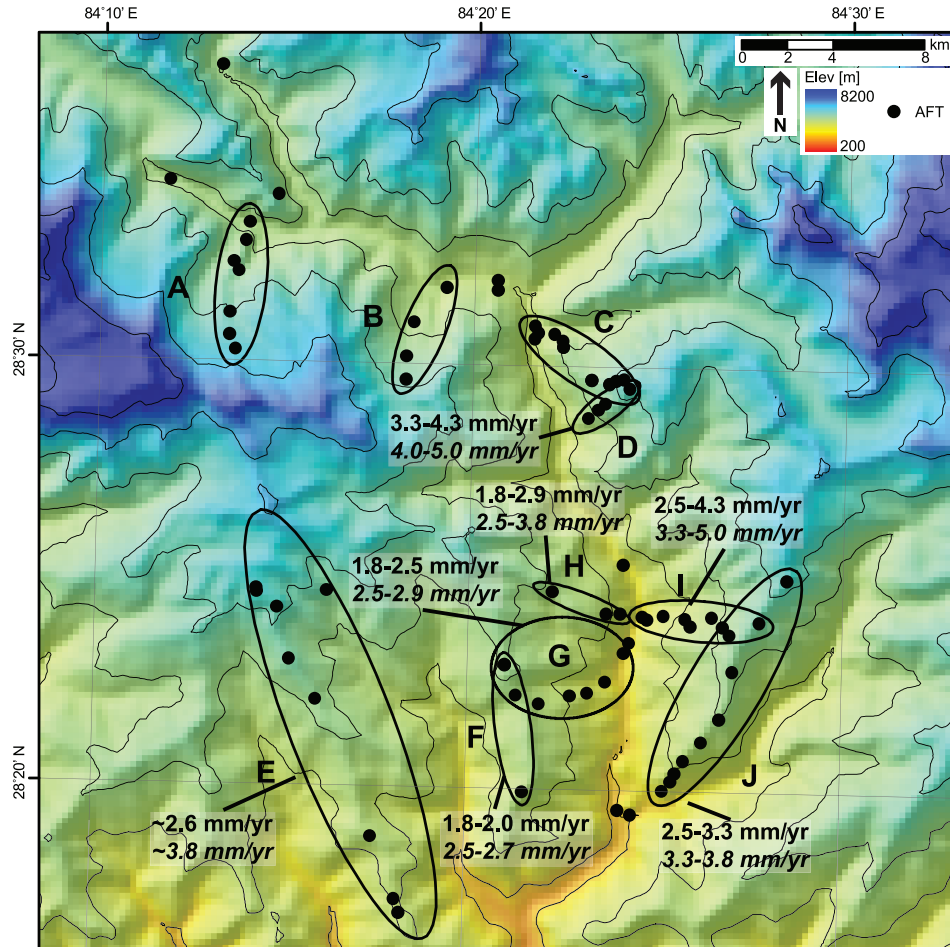 84°10' E
84°20' E
84°30' E
0 2 4 8
km
Elev [m]
8200
200
N
AFT
A
B
C
28°30' N
3.3-4.3 mm/yr
4.0-5.0 mm/yr
D
1.8-2.9 mm/yr
2.5-3.8 mm/yr
2.5-4.3 mm/yr
3.3-5.0 mm/yr
1.8-2.5 mm/yr
2.5-2.9 mm/yr
H
I
G
F
E
J
28°20' N
~2.6 mm/yr
~3.8 mm/yr
1.8-2.0 mm/yr
2.5-2.7 mm/yr
2.5-3.3 mm/yr
3.3-3.8 mm/yr